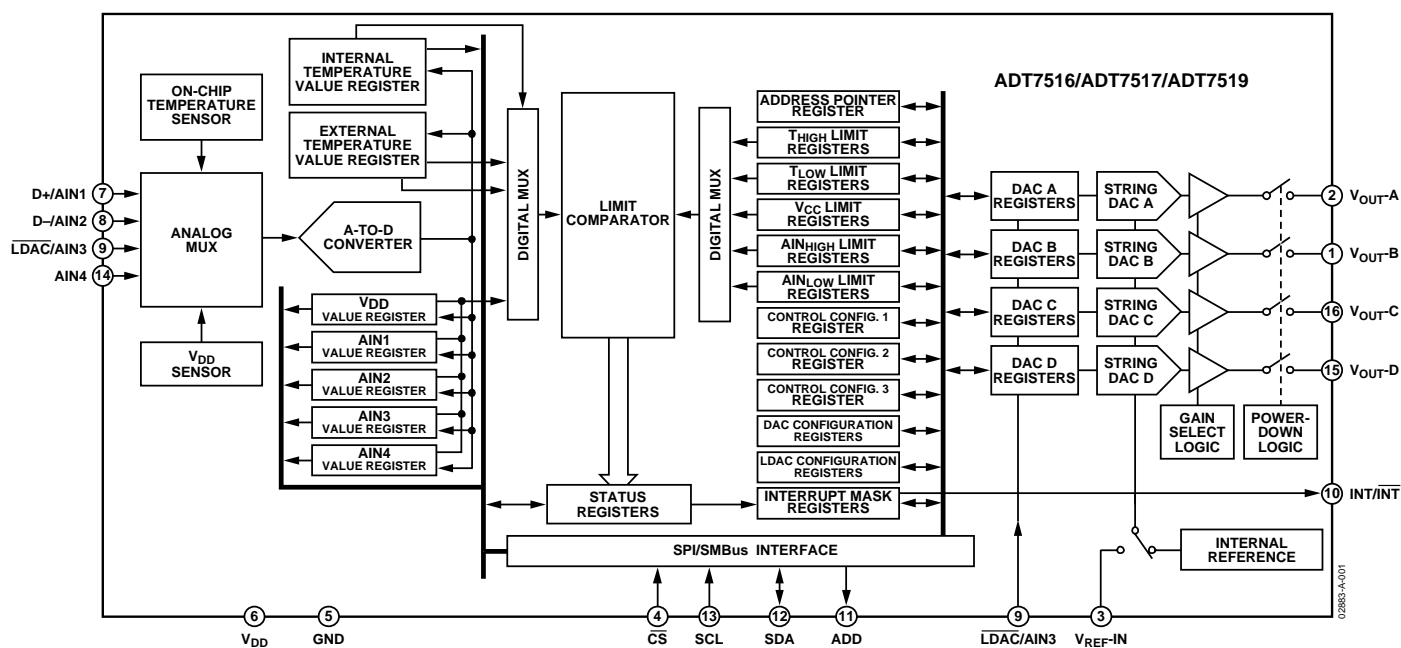 ADT7516/ADT7517/ADT7519
ON-CHIP
TEMPERATURE
SENSOR
INTERNAL
TEMPERATURE
VALUE REGISTER
EXTERNAL
TEMPERATURE
VALUE REGISTER
D+/AIN1
7
D–/AIN2
8
LDAC/AIN3
9
AIN4
14
ANALOG
MUX
A-TO-D
CONVERTER
VDD
SENSOR
VDD
VALUE REGISTER
AIN1
VALUE REGISTER
AIN2
VALUE REGISTER
AIN3
VALUE REGISTER
AIN4
VALUE REGISTER
DIGITAL MUX
LIMIT
COMPARATOR
DIGITAL MUX
STATUS
REGISTERS
ADDRESS POINTER
REGISTER
THIGH LIMIT
REGISTERS
TLOW LIMIT
REGISTERS
VCC LIMIT
REGISTERS
AINHIGH LIMIT
REGISTERS
AINLOW LIMIT
REGISTERS
CONTROL CONFIG. 1
REGISTER
CONTROL CONFIG. 2
REGISTER
CONTROL CONFIG. 3
REGISTER
DAC CONFIGURATION
REGISTERS
LDAC CONFIGURATION
REGISTERS
INTERRUPT MASK
REGISTERS
DAC A
REGISTERS
STRING
DAC A
2
VOUT-A
DAC B
REGISTERS
STRING
DAC B
1
VOUT-B
DAC C
REGISTERS
STRING
DAC C
16
VOUT-C
DAC D
REGISTERS
STRING
DAC D
15
VOUT-D
GAIN
SELECT
LOGIC
POWER-
DOWN
LOGIC
10
INT/INT
SPI/SMBus INTERFACE
INTERNAL
REFERENCE
6
VDD
5
GND
4
CS
13
SCL
12
SDA
11
ADD
9
LDAC/AIN3
3
VREF-IN
02883-A-001